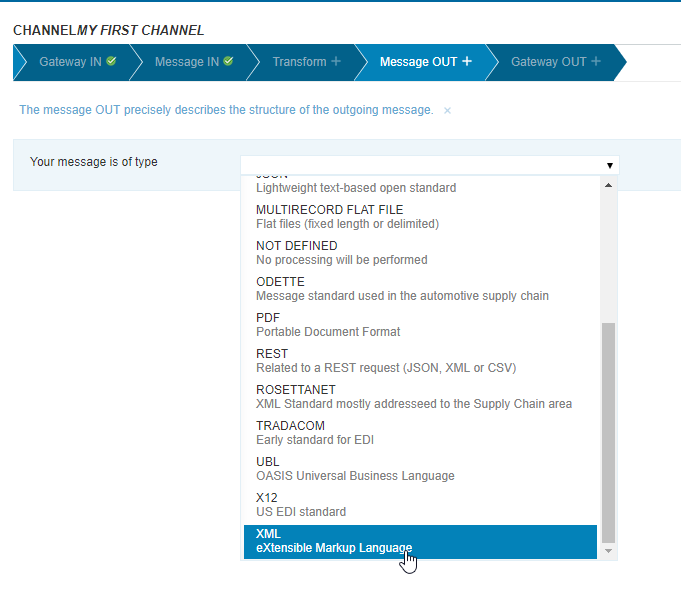 CHANNEL MY FIRST CHANNEL
Gateway IN Message IN Transform + Message OUT + Gateway OUT +
The message OUT precisely describes the structure of the outgoing message. ×
Your message is of type
JSON
Lightweight text-based open standard
MULTIRECORD FLAT FILE
Flat files (fixed length or delimited)
NOT DEFINED
No processing will be performed
ODETTE
Message standard used in the automotive supply chain
PDF
Portable Document Format
REST
Related to a REST request (JSON, XML or CSV)
ROSETTANET
XML Standard mostly addresseed to the Supply Chain area
TRADACOM
Early standard for EDI
UBL
OASIS Universal Business Language
X12
US EDI standard
XML
eXtensible Markup Language